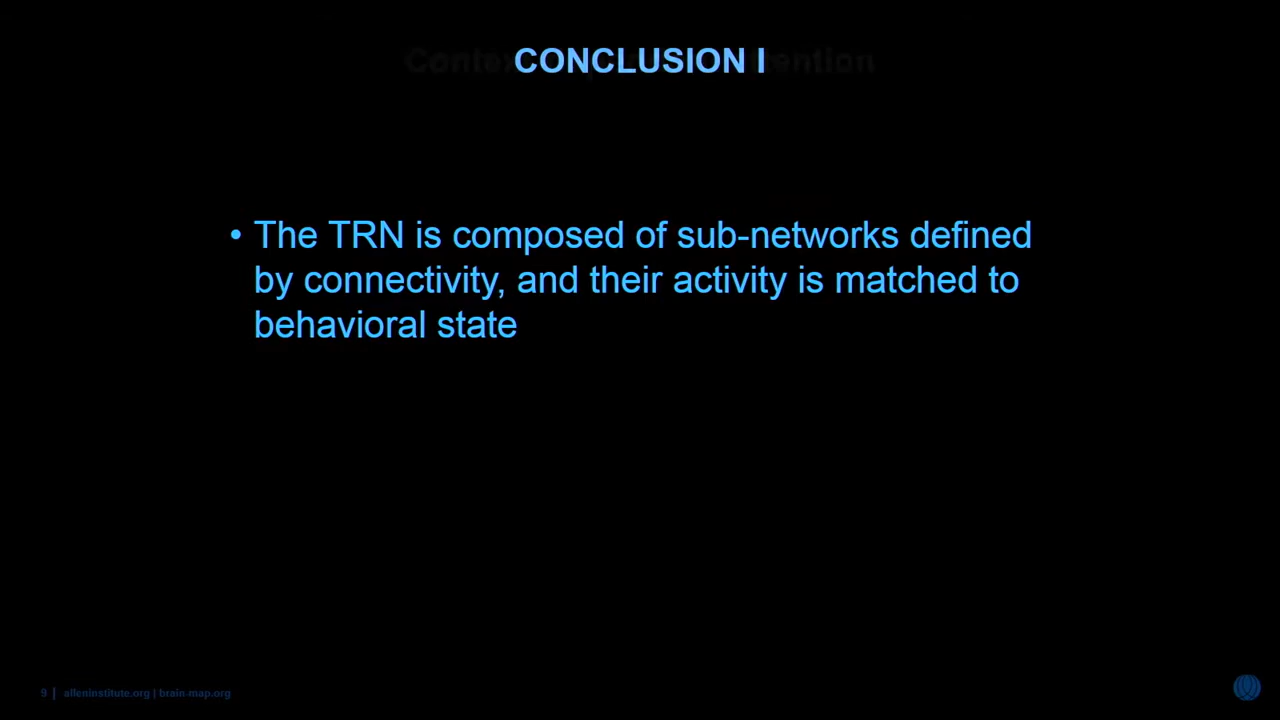 CONCLUSION I
• The TRN is composed of sub-networks defined
by connectivity, and their activity is matched to
behavioral state
9 | alleninstitute.org | brain-map.org